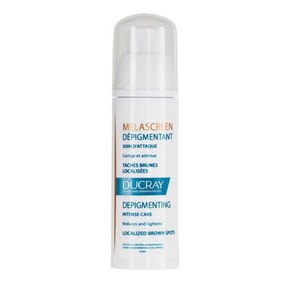 MELASCREEN
DÉPIGMENTANT
SOIN D'ATTAQUE
Corrige et atténue
TACHES BRUNES
LOCALISÉES
DUCRAY
DEPIGMENTING
INTENSE CARE
Reduces and lightens
LOCALIZED BROWN SPOTS